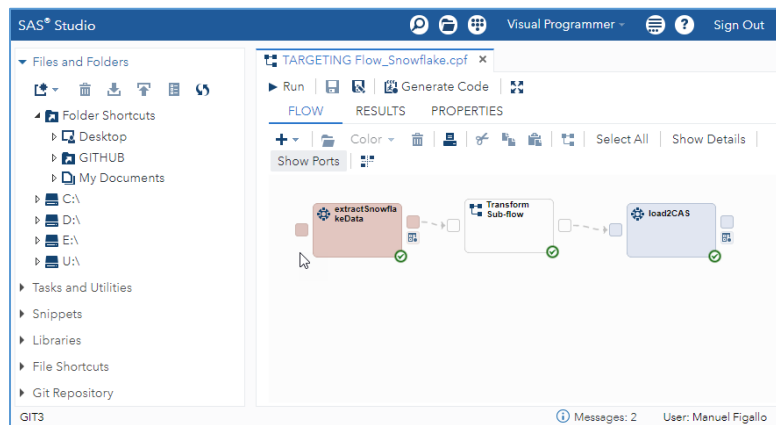 SAS® Studio
Visual Programmer
Sign Out
Files and Folders
Folder Shortcuts
Desktop
GITHUB
My Documents
C:\
D:\
E:\
U:\
Tasks and Utilities
Snippets
Libraries
File Shortcuts
Git Repository
TARGETING Flow_Snowflake.cpf ×
Run
Generate Code
FLOW RESULTS PROPERTIES
Color
Select All
Show Details
Show Ports
extractSnowfla
keData
Transform
Sub-flow
load2CAS
GIT3
Messages: 2
User: Manuel Figallo